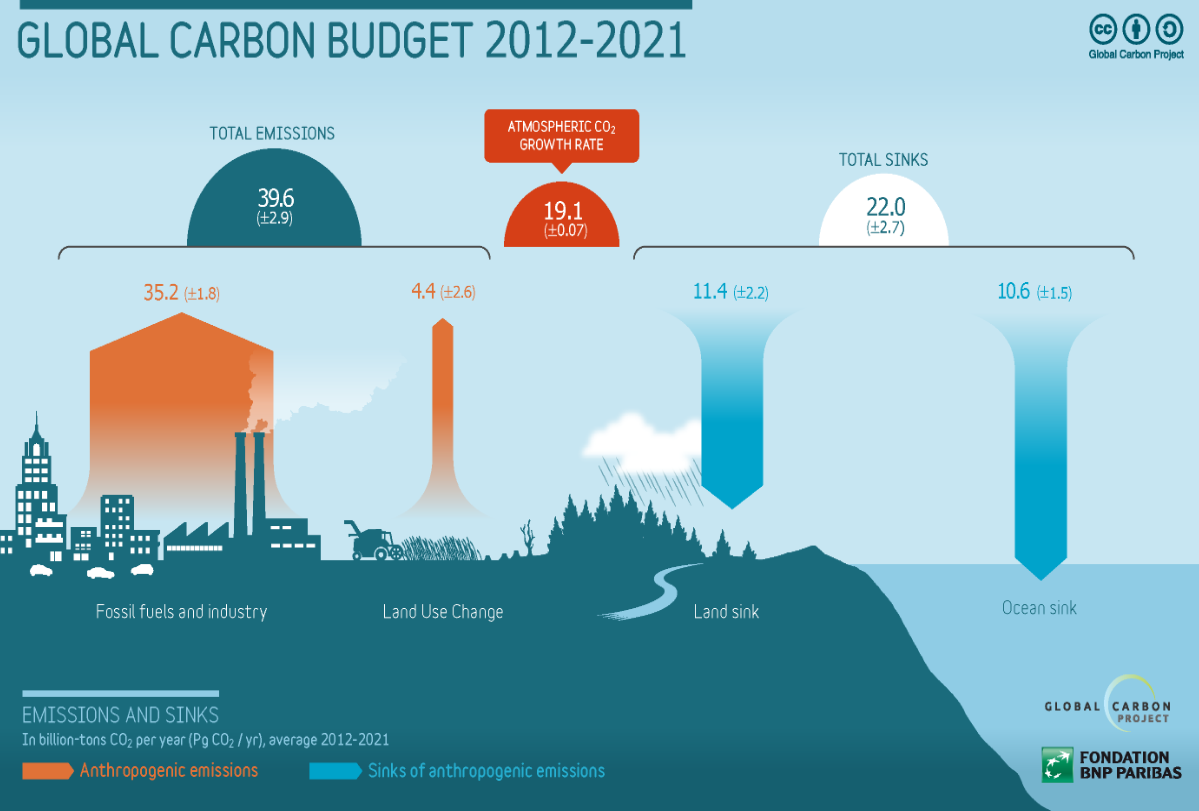 GLOBAL CARBON BUDGET 2012-2021
cc
Global Carbon Project
TOTAL EMISSIONS
39.6
(±2.9)
ATMOSPHERIC CO₂
GROWTH RATE
19.1
(±0.07)
TOTAL SINKS
22.0
(±2.7)
35.2 (±1.8)
4.4 (±2.6)
11.4 (±2.2)
10.6 (±1.5)
Fossil fuels and industry
Land Use Change
Land sink
Ocean sink
EMISSIONS AND SINKS
In billion-tons CO₂ per year (Pg CO₂ / yr), average 2012-2021
Anthropogenic emissions
Sinks of anthropogenic emissions
GLOBAL CARBON
PROJECT
FONDATION
BNP PARIBAS